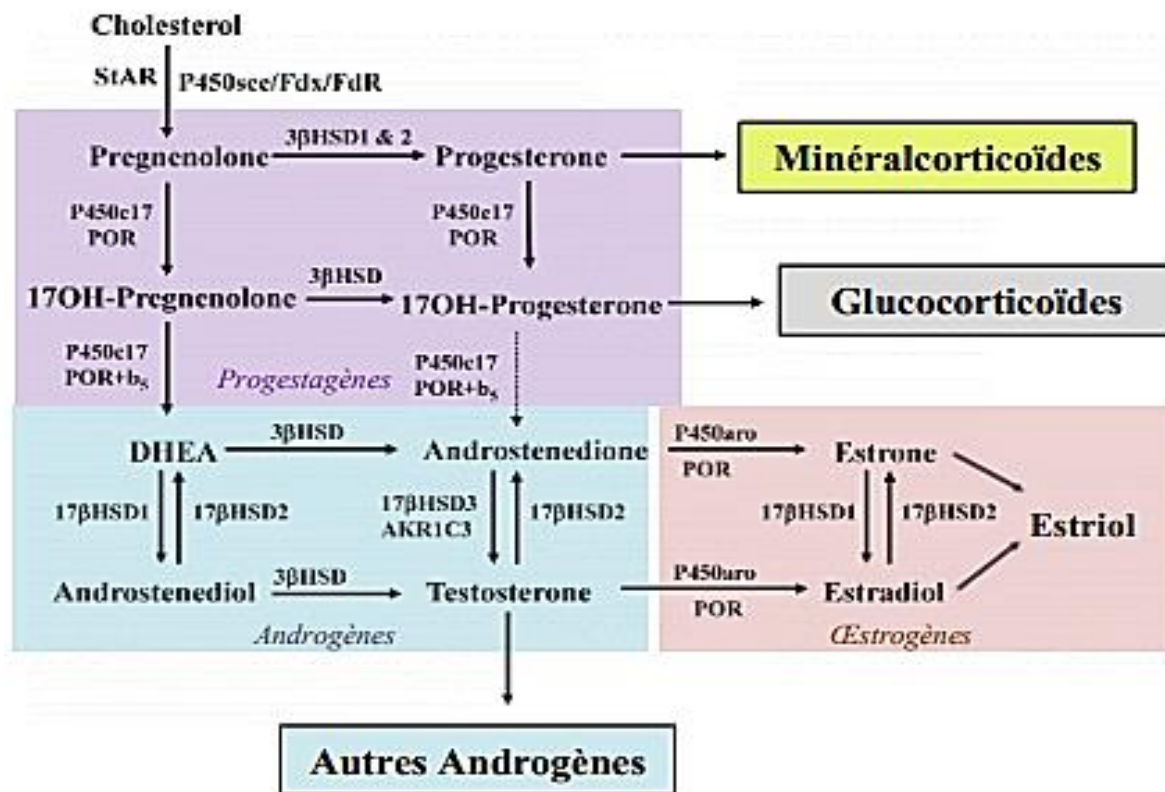 Cholesterol
StAR
P450scc/Fdx/FdR
3βHSD1 & 2
Pregnenolone
Progesterone
Minéralcorticoïdes
P450c17
POR
P450c17
POR
3βHSD
17OH-Pregnenolone
17OH-Progesterone
Glucocorticoïdes
P450c17
POR+b₅
Progestagènes
P450c17
POR+b₅
3βHSD
DHEA
Androstenedione
P450aro
POR
Estrone
17βHSD1
17βHSD2
17βHSD3
AKR1C3
17βHSD2
17βHSD1
17βHSD2
Estriol
3βHSD
Androstenediol
Testosterone
P450aro
POR
Estradiol
Androgènes
Œstrogènes
Autres Androgènes